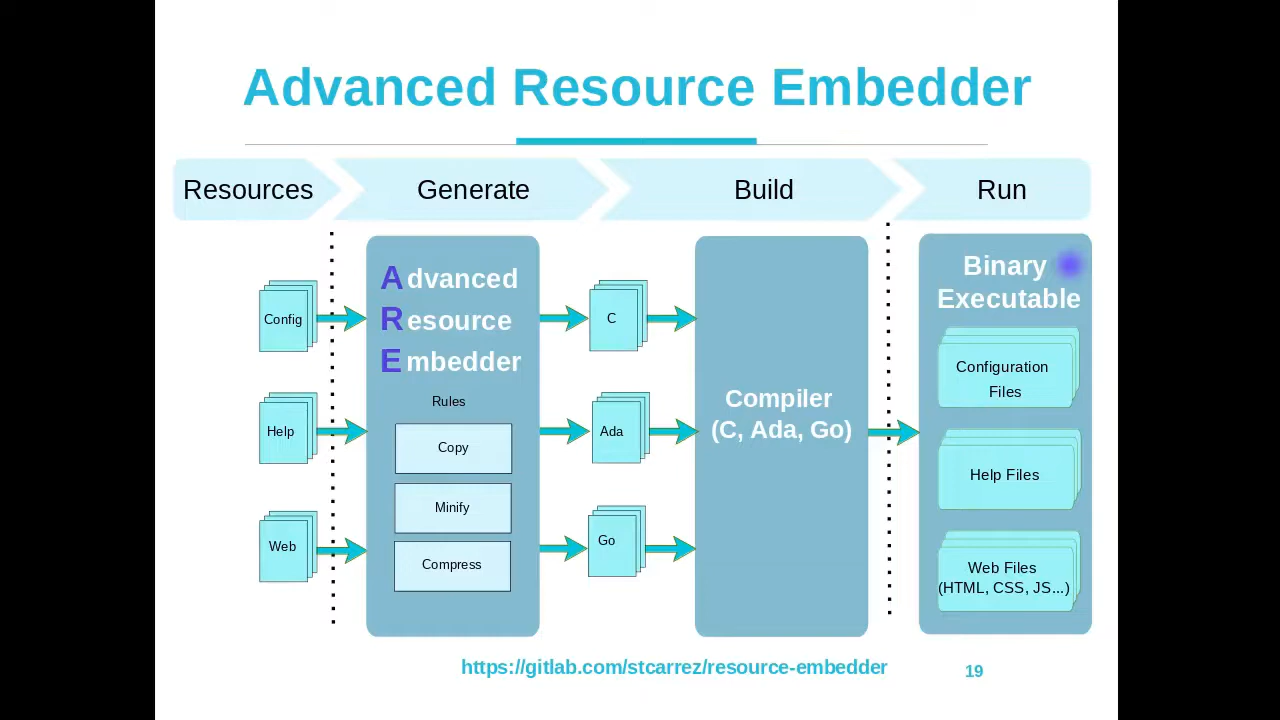 Advanced Resource Embedder
Resources
Generate
Build
Run
Config
Help
Web
Advanced
Resource
Embedder
Rules
Copy
Minify
Compress
C
Ada
Go
Compiler
(C, Ada, Go)
Binary
Executable
Configuration
Files
Help Files
Web Files
(HTML, CSS, JS...)
https://gitlab.com/stcarrez/resource-embedder
19